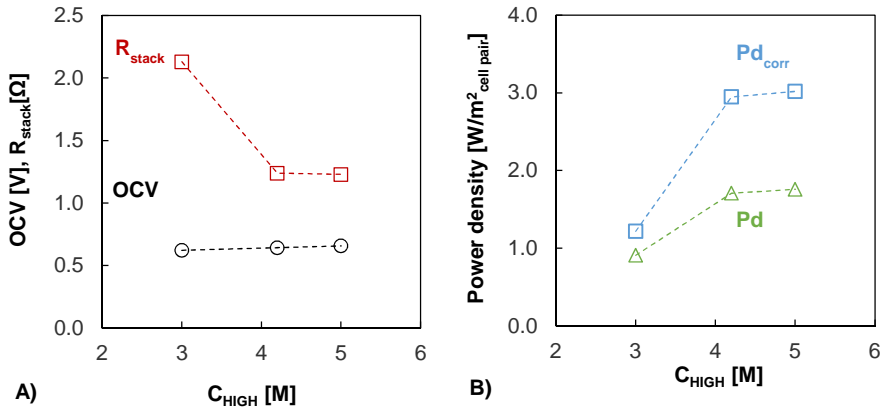 OCV [V], R_stack[Ω]
2.5
2.0
1.5
1.0
0.5
0.0
R_stack
OCV
2 3 4 5 6
A)
C_HIGH [M]
Power density [W/m²_cell pair]
4.0
3.0
2.0
1.0
0.0
Pd_corr
Pd
2 3 4 5 6
B)
C_HIGH [M]